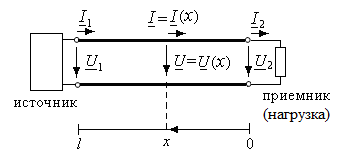 I₁ I = I(x) I₂
U₁ U = U(x) U₂
источник приемник
(нагрузка)
l x 0